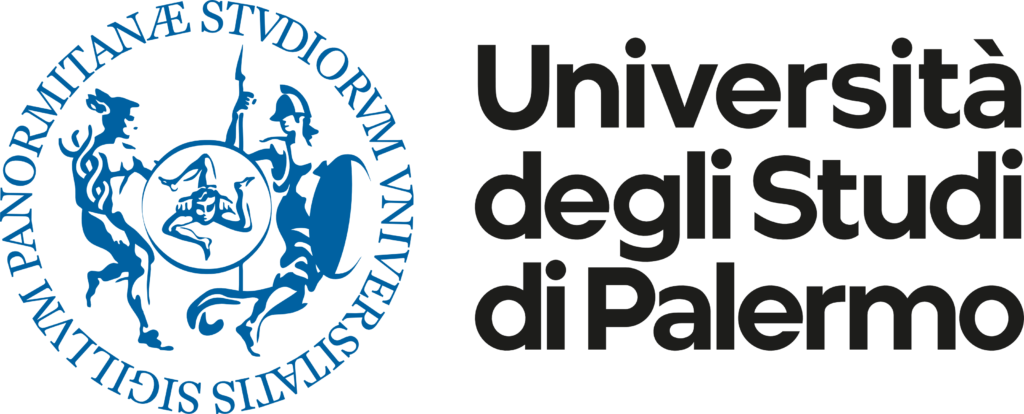 PANORMITANÆ STVDIORVM VNIVERSITATIS SIGILLVM
Università
degli Studi
di Palermo